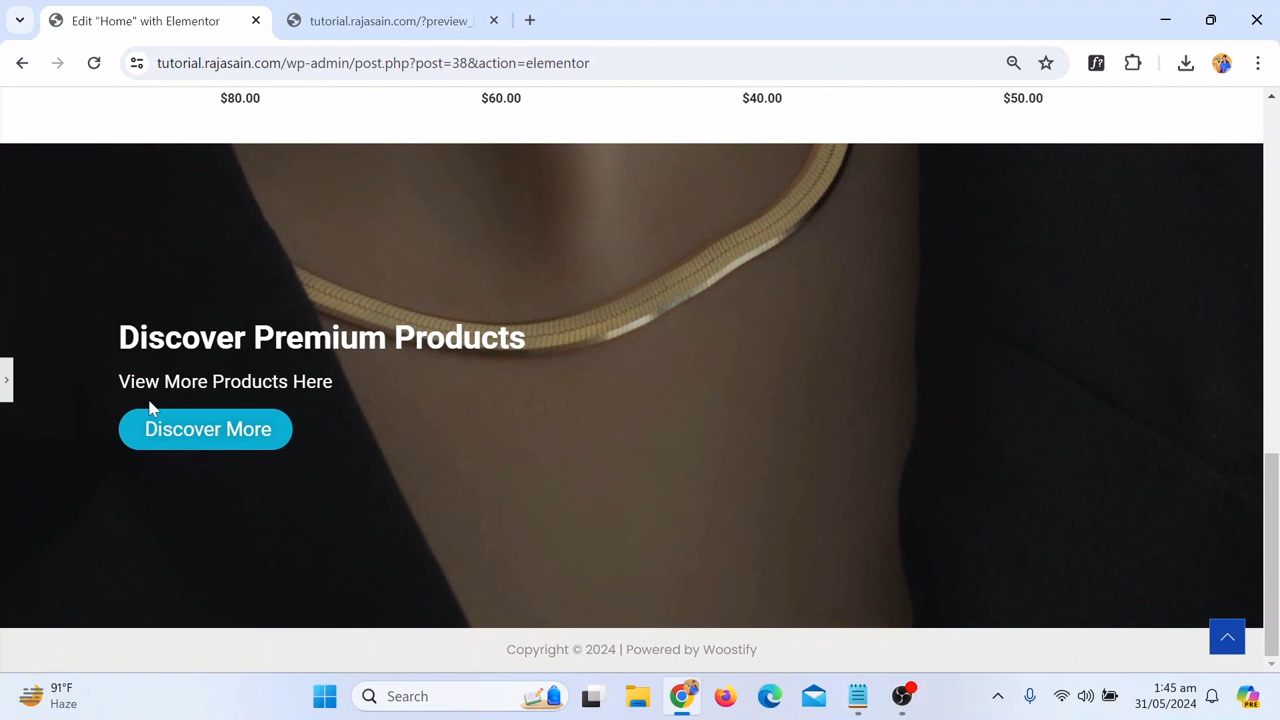 Edit "Home" with Elementor
tutorial.rajasain.com/?preview_
tutorial.rajasain.com/wp-admin/post.php?post=38&action=elementor
$80.00 $60.00 $40.00 $50.00
Discover Premium Products
View More Products Here
Discover More
Copyright © 2024 | Powered by Woostify
91°F
Haze
Search
1:45 am
31/05/2024
PRE